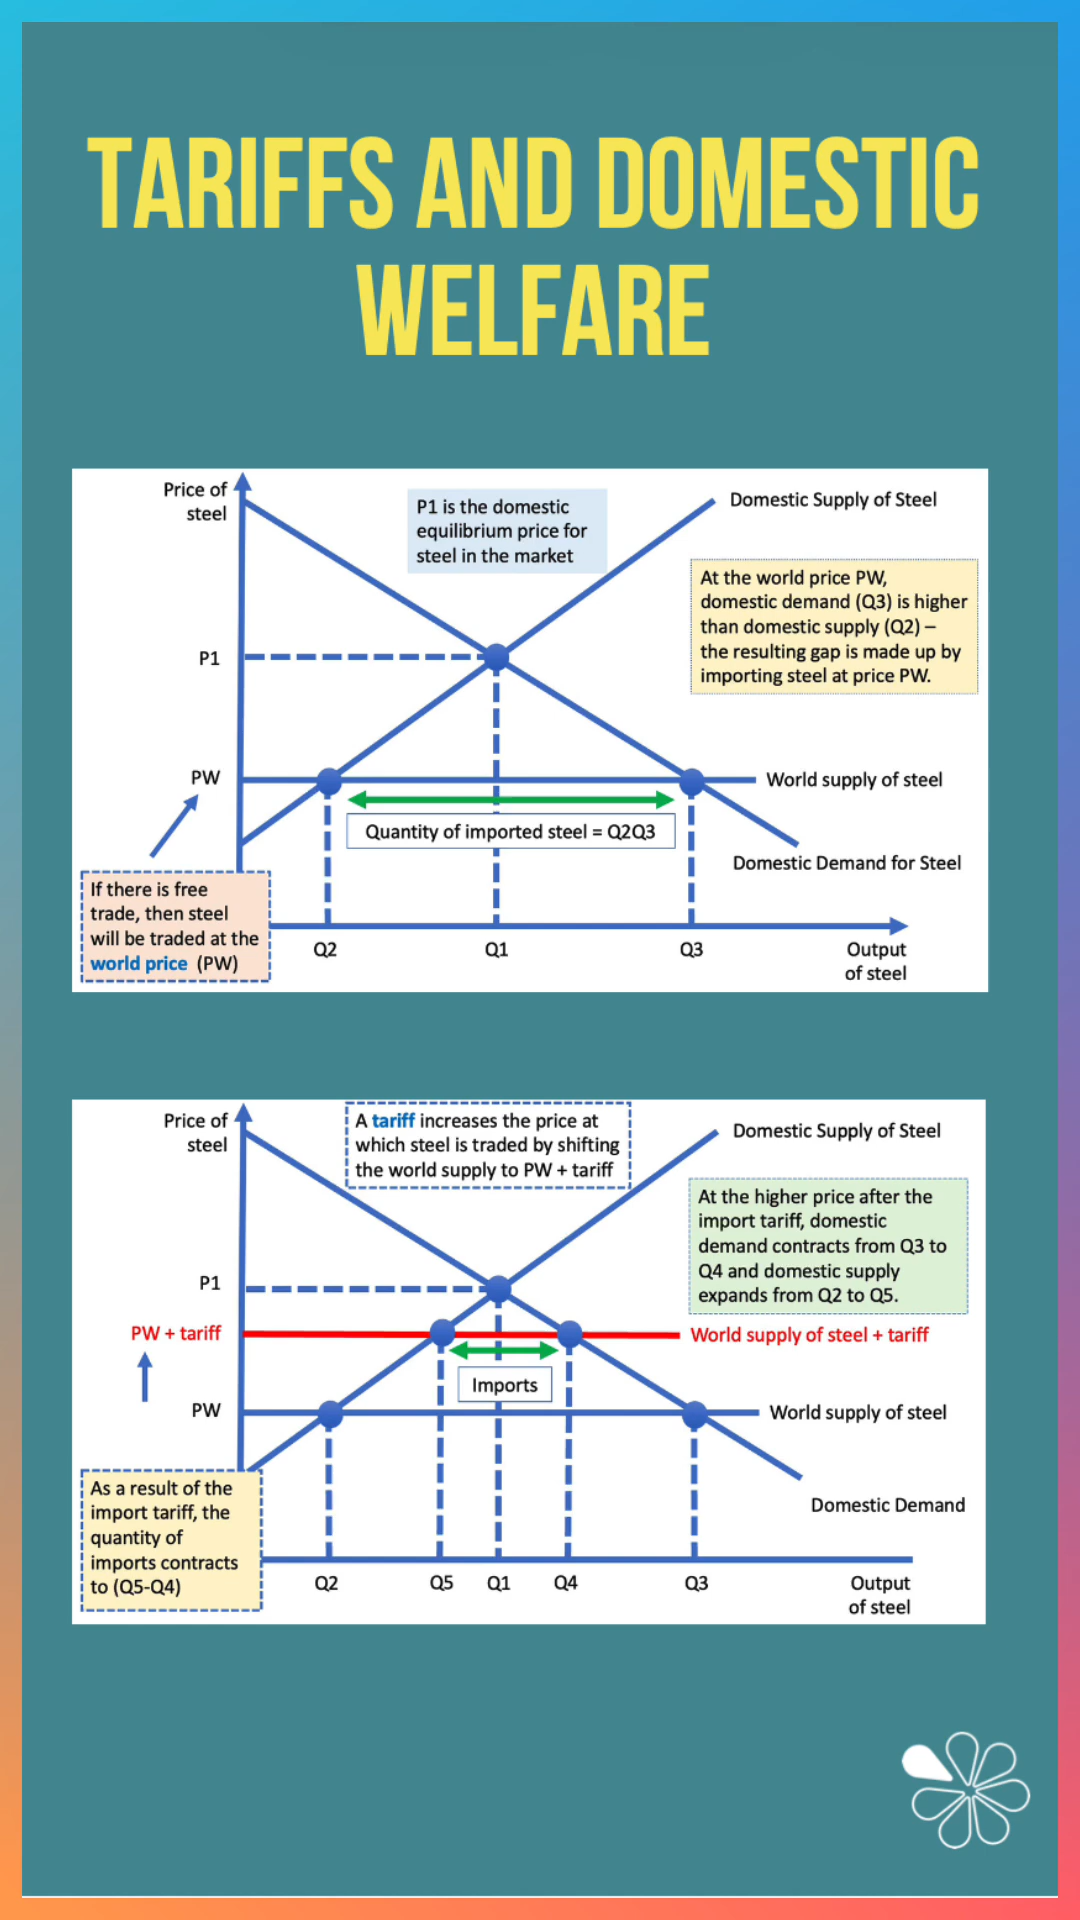 TARIFFS AND DOMESTIC
WELFARE
Price of
steel
P1 is the domestic
equilibrium price for
steel in the market
Domestic Supply of Steel
At the world price PW,
domestic demand (Q3) is higher
than domestic supply (Q2) –
the resulting gap is made up by
importing steel at price PW.
P1
PW
World supply of steel
Quantity of imported steel = Q2Q3
Domestic Demand for Steel
If there is free
trade, then steel
will be traded at the
world price (PW)
Q2
Q1
Q3
Output
of steel
Price of
steel
A tariff increases the price at
which steel is traded by shifting
the world supply to PW + tariff
Domestic Supply of Steel
At the higher price after the
import tariff, domestic
demand contracts from Q3 to
Q4 and domestic supply
expands from Q2 to Q5.
P1
PW + tariff
World supply of steel + tariff
Imports
PW
World supply of steel
As a result of the
import tariff, the
quantity of
imports contracts
to (Q5-Q4)
Domestic Demand
Q2
Q5
Q1
Q4
Q3
Output
of steel